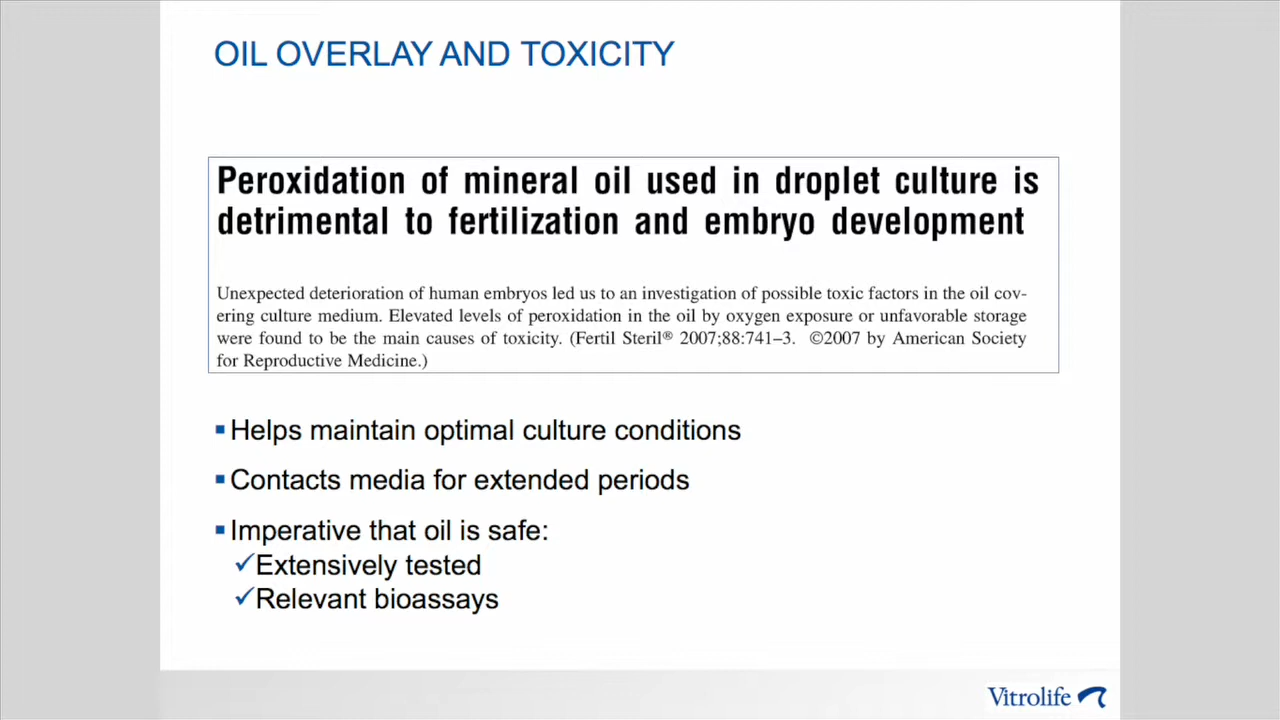 OIL OVERLAY AND TOXICITY
Peroxidation of mineral oil used in droplet culture is
detrimental to fertilization and embryo development
Unexpected deterioration of human embryos led us to an investigation of possible toxic factors in the oil cov-
ering culture medium. Elevated levels of peroxidation in the oil by oxygen exposure or unfavorable storage
were found to be the main causes of toxicity. (Fertil Steril® 2007;88:741–3. ©2007 by American Society
for Reproductive Medicine.)
▪ Helps maintain optimal culture conditions
▪ Contacts media for extended periods
▪ Imperative that oil is safe:
✓Extensively tested
✓Relevant bioassays
Vitrolife